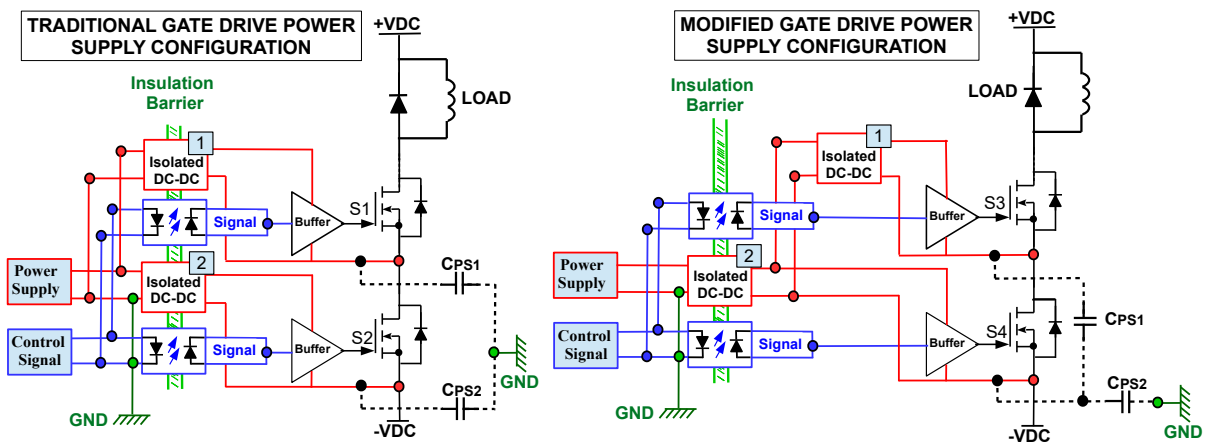 TRADITIONAL GATE DRIVE POWER
SUPPLY CONFIGURATION
+VDC
Insulation
Barrier
LOAD
1
Isolated
DC-DC
Signal
Buffer
S1
2
Power
Supply
Isolated
DC-DC
CPS1
Control
Signal
Signal
Buffer
S2
GND
CPS2
GND
-VDC
MODIFIED GATE DRIVE POWER
SUPPLY CONFIGURATION
+VDC
Insulation
Barrier
LOAD
1
Isolated
DC-DC
Signal
Buffer
S3
2
Power
Supply
Isolated
DC-DC
CPS1
Control
Signal
Signal
Buffer
S4
CPS2
GND
GND
-VDC